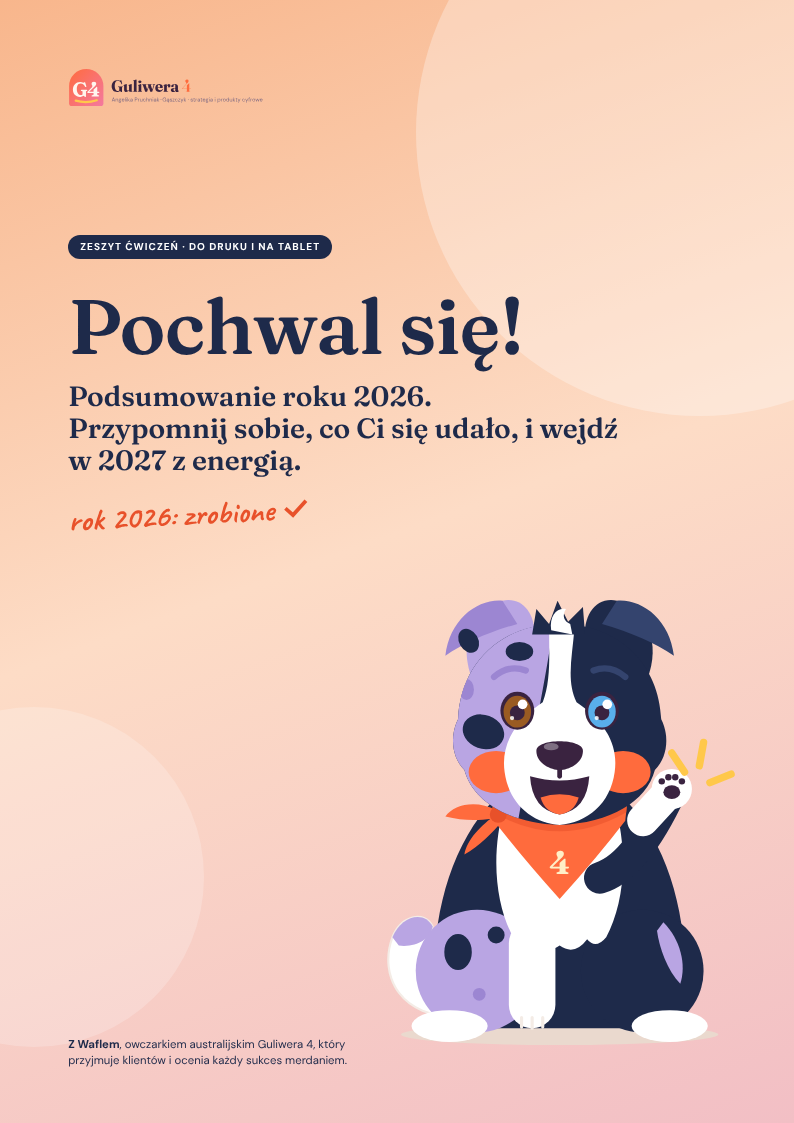 G4 Guliwera 4
Angelika Pruchniak-Gąszczyk · strategia i produkty cyfrowe
ZESZYT ĆWICZEŃ · DO DRUKU I NA TABLET
Pochwal się!
Podsumowanie roku 2026.
Przypomnij sobie, co Ci się udało, i wejdź
w 2027 z energią.
rok 2026: zrobione ✓
4
Z Waflem, owczarkiem australijskim Guliwera 4, który
przyjmuje klientów i ocenia każdy sukces merdaniem.